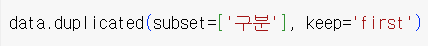 data.duplicated(subset=['구분'], keep='first')